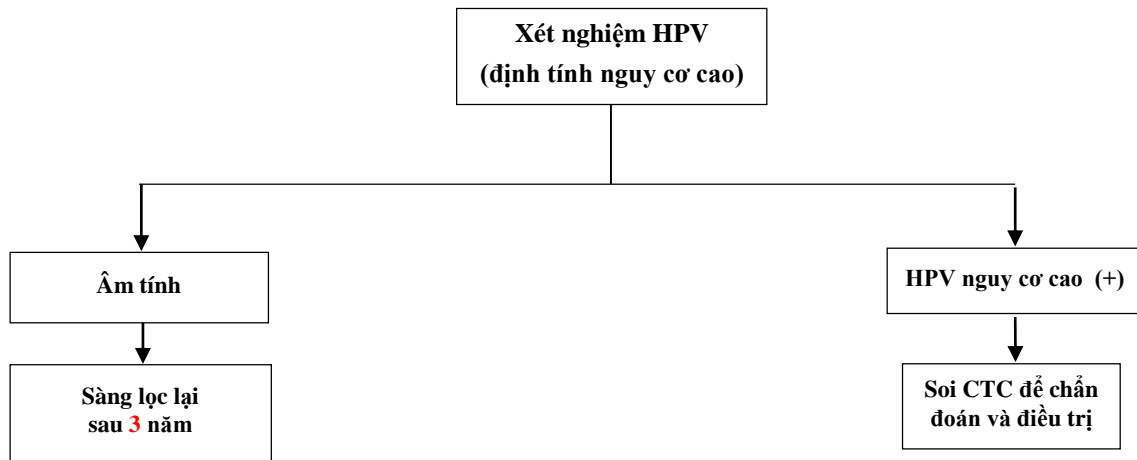 Xét nghiệm HPV
(định tính nguy cơ cao)
Âm tính
HPV nguy cơ cao (+)
Sàng lọc lại
sau 3 năm
Soi CTC để chẩn
đoán và điều trị